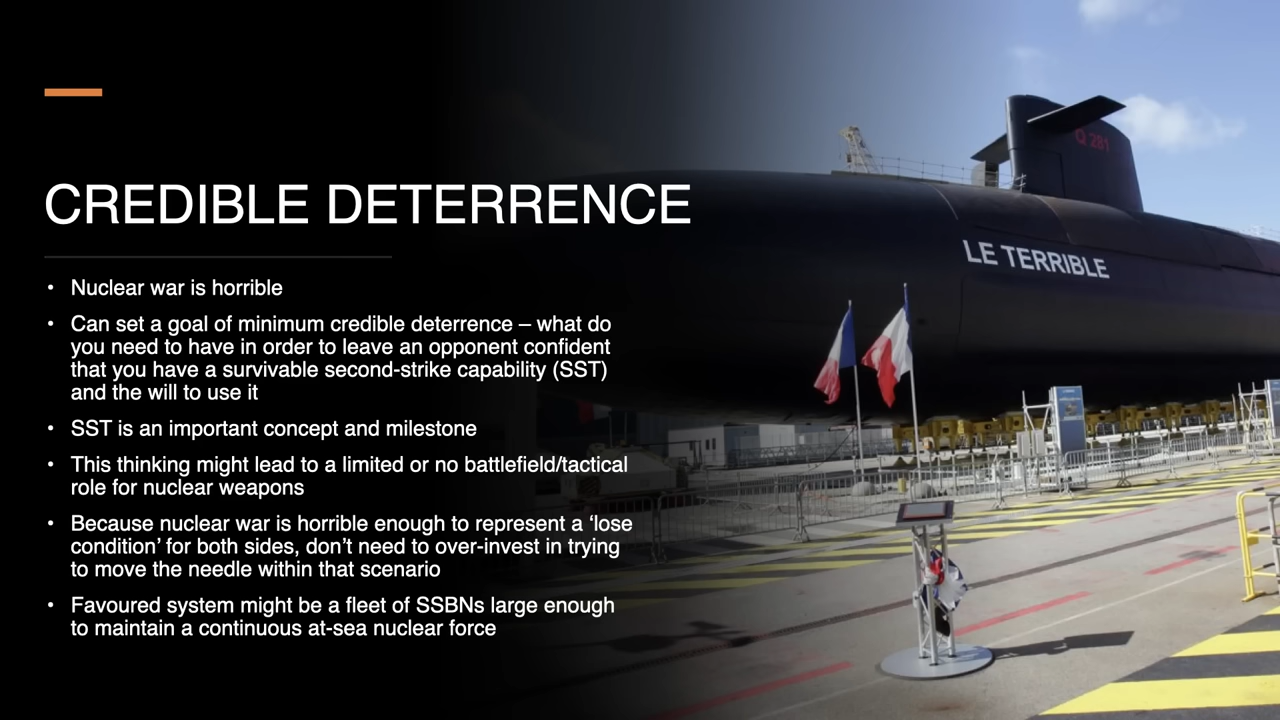 CREDIBLE DETERRENCE
• Nuclear war is horrible
• Can set a goal of minimum credible deterrence – what do
you need to have in order to leave an opponent confident
that you have a survivable second-strike capability (SST)
and the will to use it
• SST is an important concept and milestone
• This thinking might lead to a limited or no battlefield/tactical
role for nuclear weapons
• Because nuclear war is horrible enough to represent a ‘lose
condition’ for both sides, don’t need to over-invest in trying
to move the needle within that scenario
• Favoured system might be a fleet of SSBNs large enough
to maintain a continuous at-sea nuclear force
Q 281
LE TERRIBLE